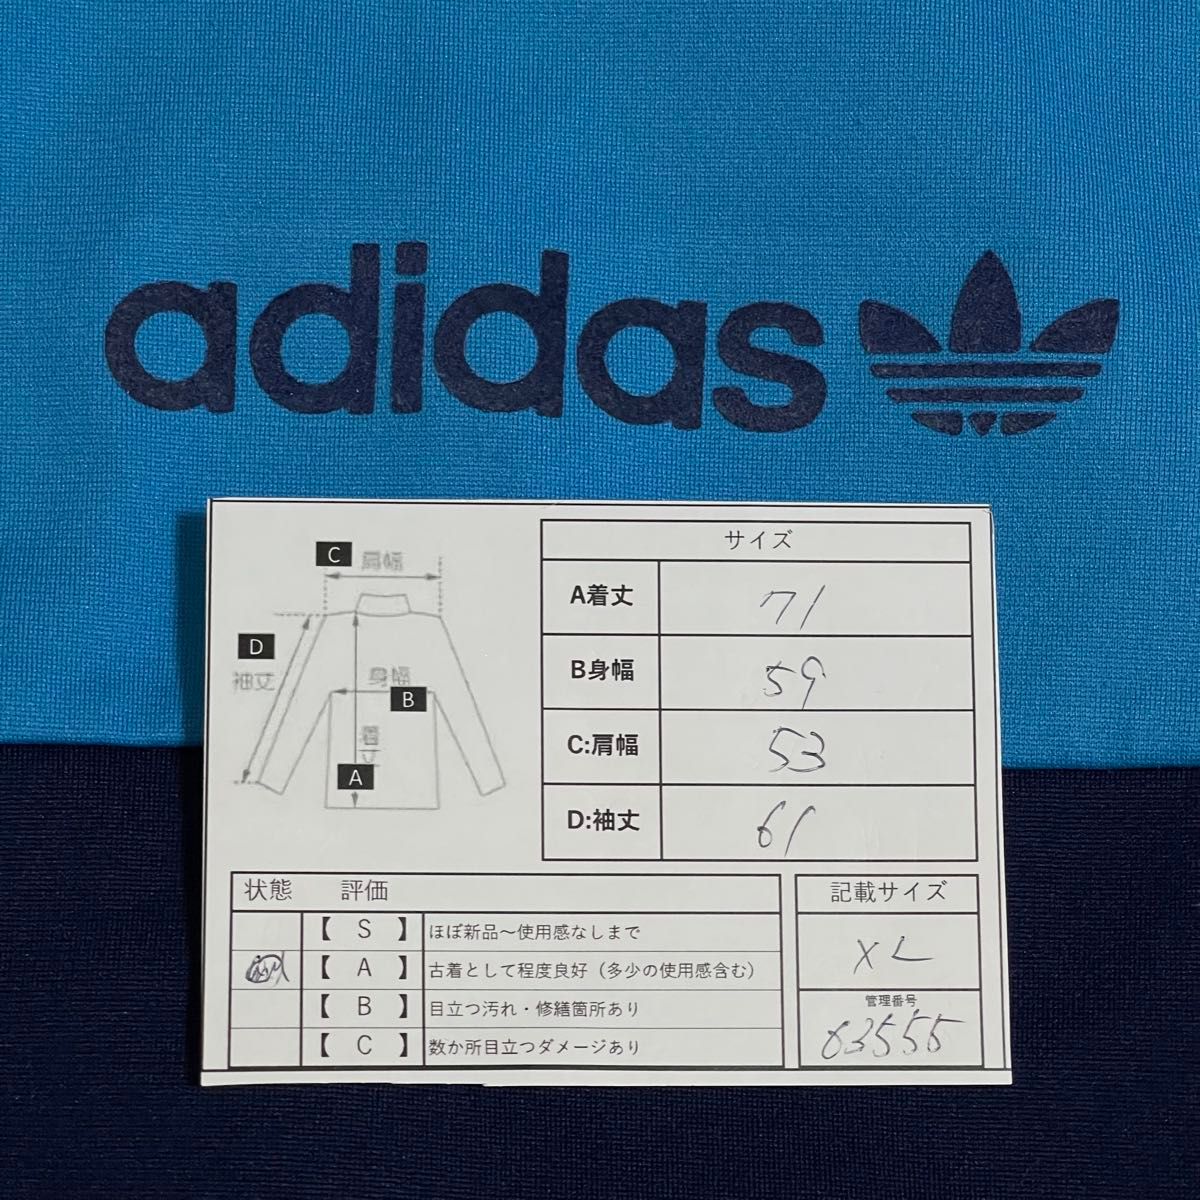 adidas
C 肩幅
D
袖丈
身幅
B
着丈
A
サイズ
A着丈 71
B身幅 59
C:肩幅 53
D:袖丈 61
状態 評価
【 S 】 ほぼ新品～使用感なしまで
【 A 】 古着として程度良好（多少の使用感含む）
【 B 】 目立つ汚れ・修繕箇所あり
【 C 】 数か所目立つダメージあり
記載サイズ
XL
管理番号
63555